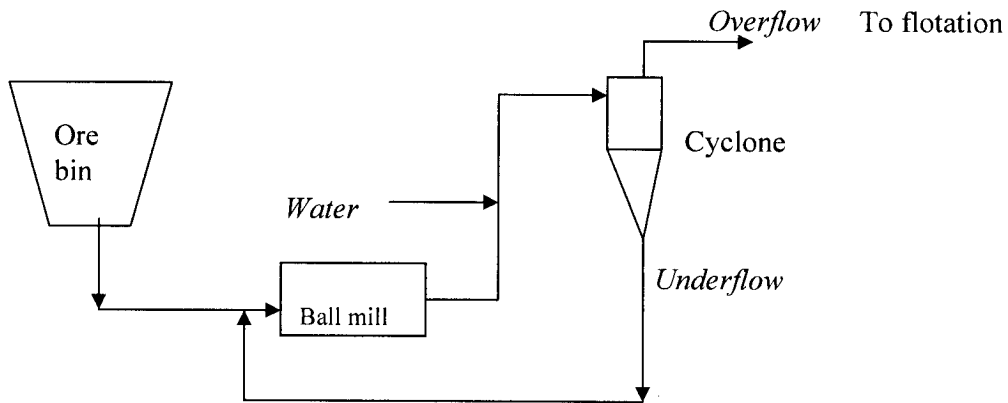 Overflow To flotation
Ore
bin
Cyclone
Water
Underflow
Ball mill